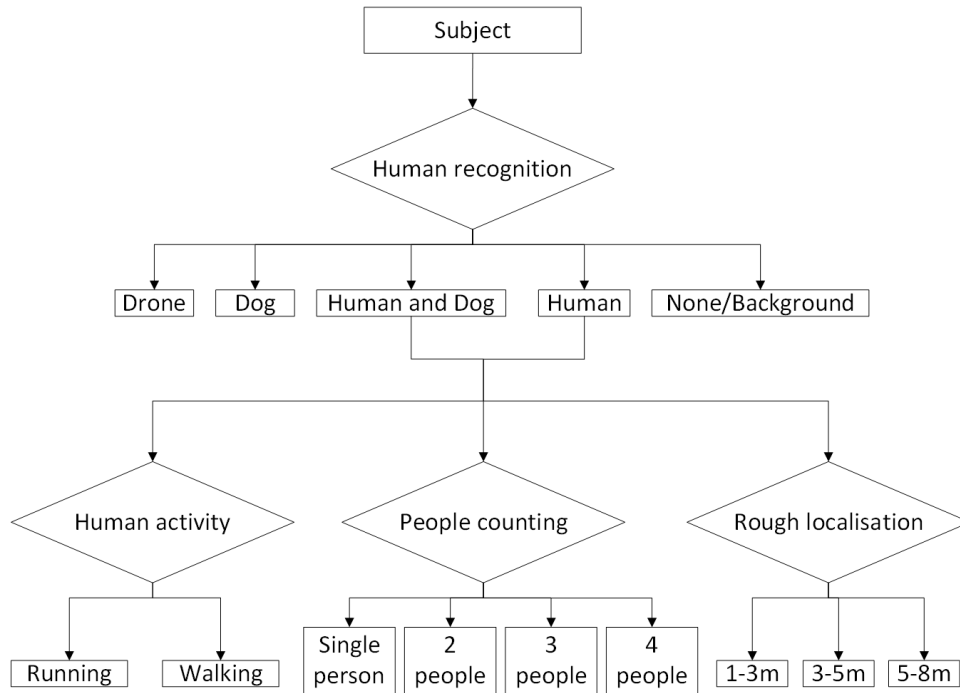 Subject
Human recognition
Drone
Dog
Human and Dog
Human
None/Background
Human activity
People counting
Rough localisation
Running
Walking
Single
person
2
people
3
people
4
people
1-3m
3-5m
5-8m